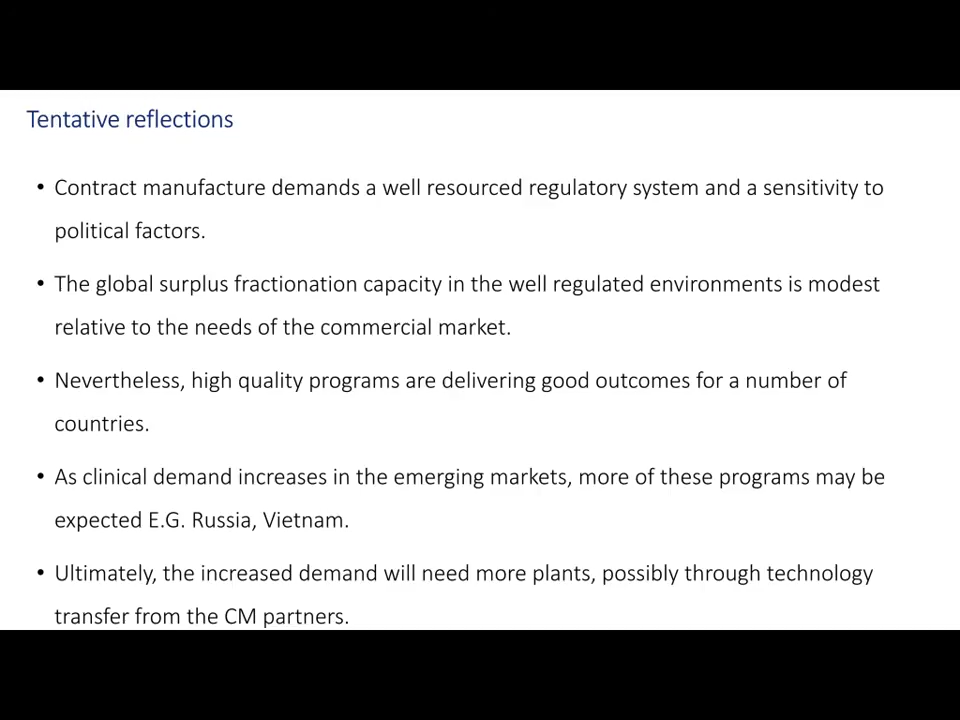 Tentative reflections
• Contract manufacture demands a well resourced regulatory system and a sensitivity to
political factors.
• The global surplus fractionation capacity in the well regulated environments is modest
relative to the needs of the commercial market.
• Nevertheless, high quality programs are delivering good outcomes for a number of
countries.
• As clinical demand increases in the emerging markets, more of these programs may be
expected E.G. Russia, Vietnam.
• Ultimately, the increased demand will need more plants, possibly through technology
transfer from the CM partners.